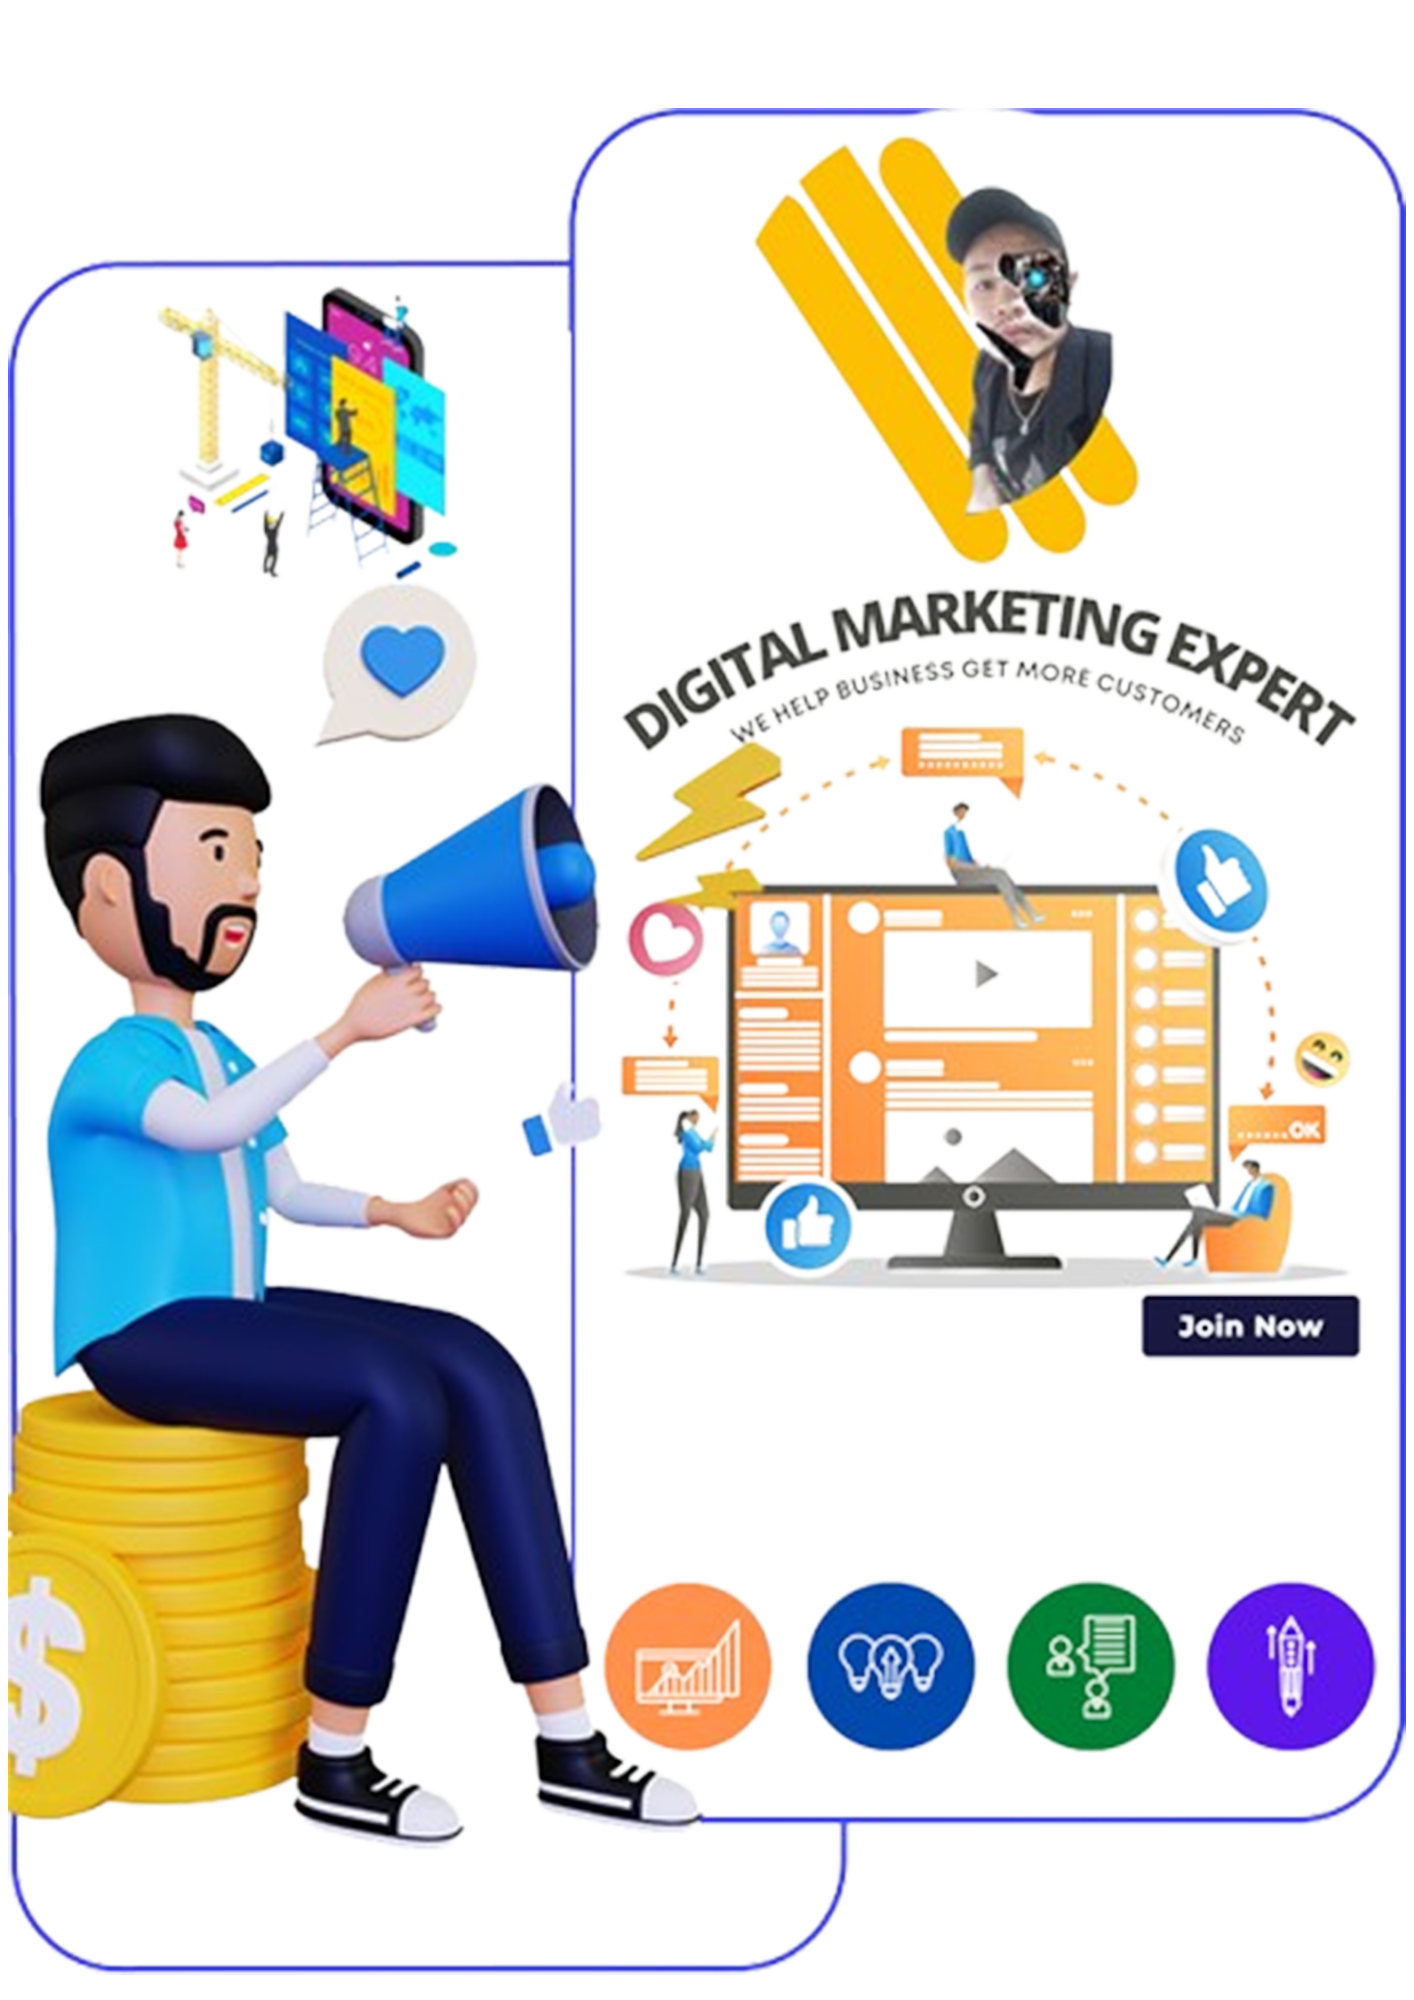 DIGITAL MARKETING EXPERT
WE HELP BUSINESS GET MORE CUSTOMERS
......OK
Join Now
$